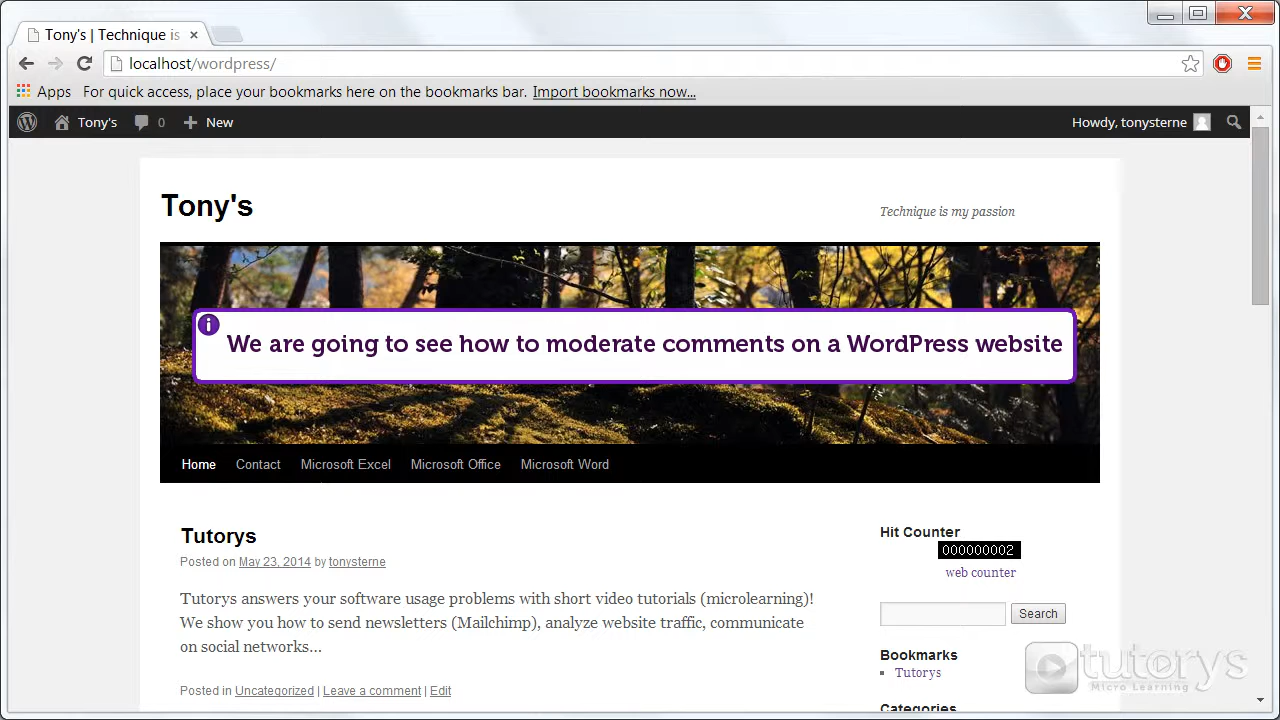 Tony's | Technique is
localhost/wordpress/
Apps For quick access, place your bookmarks here on the bookmarks bar. Import bookmarks now...
Tony's 0 New Howdy, tonysterne
Tony's
Technique is my passion
We are going to see how to moderate comments on a WordPress website
Home Contact Microsoft Excel Microsoft Office Microsoft Word
Tutorys
Posted on May 23, 2014 by tonysterne
Tutorys answers your software usage problems with short video tutorials (microlearning)!
We show you how to send newsletters (Mailchimp), analyze website traffic, communicate
on social networks...
Posted in Uncategorized | Leave a comment | Edit
Hit Counter
000000002
web counter
Search
Bookmarks
Tutorys
Categories
tutorys
Micro Learning